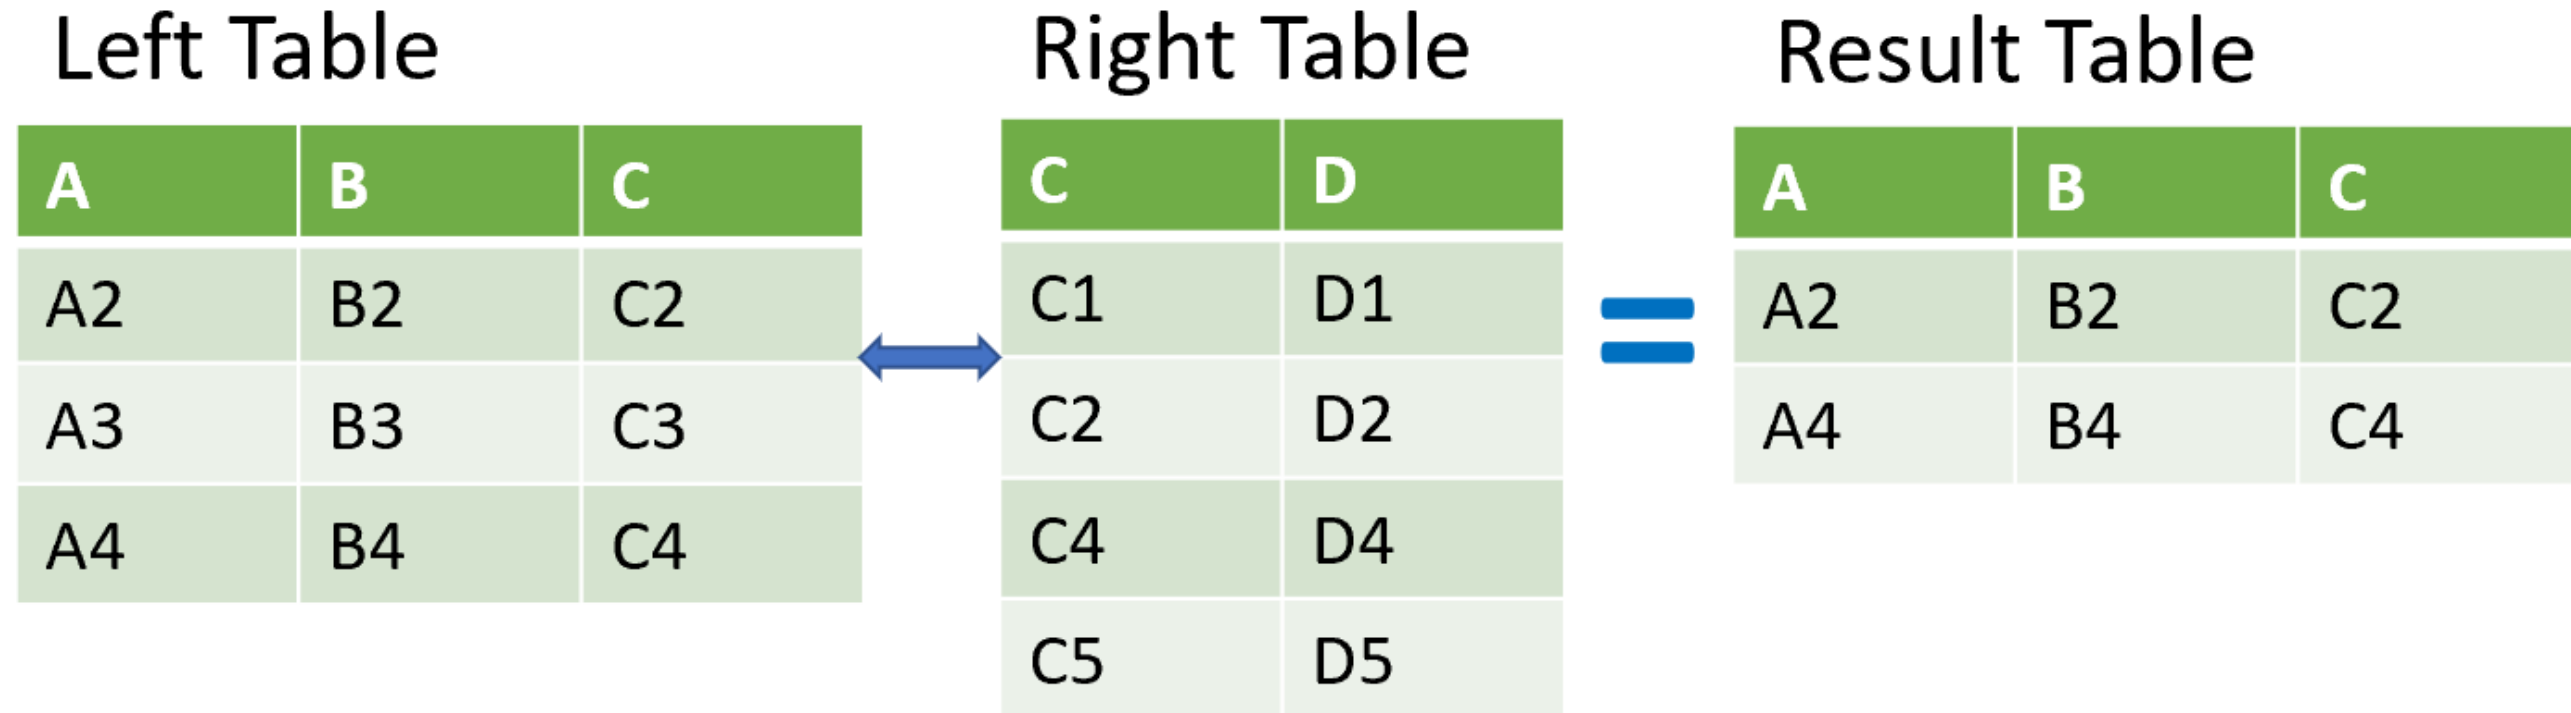 Left Table
A B C
A2 B2 C2
A3 B3 C3
A4 B4 C4
Right Table
C D
C1 D1
C2 D2
C4 D4
C5 D5
=
Result Table
A B C
A2 B2 C2
A4 B4 C4